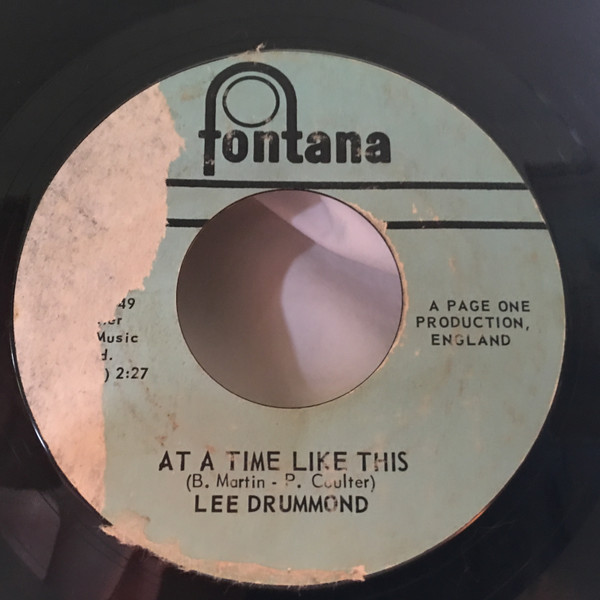 fontana
49
Music
d.
) 2:27
A PAGE ONE
PRODUCTION,
ENGLAND
AT A TIME LIKE THIS
(B. Martin - P. Coulter)
LEE DRUMMOND